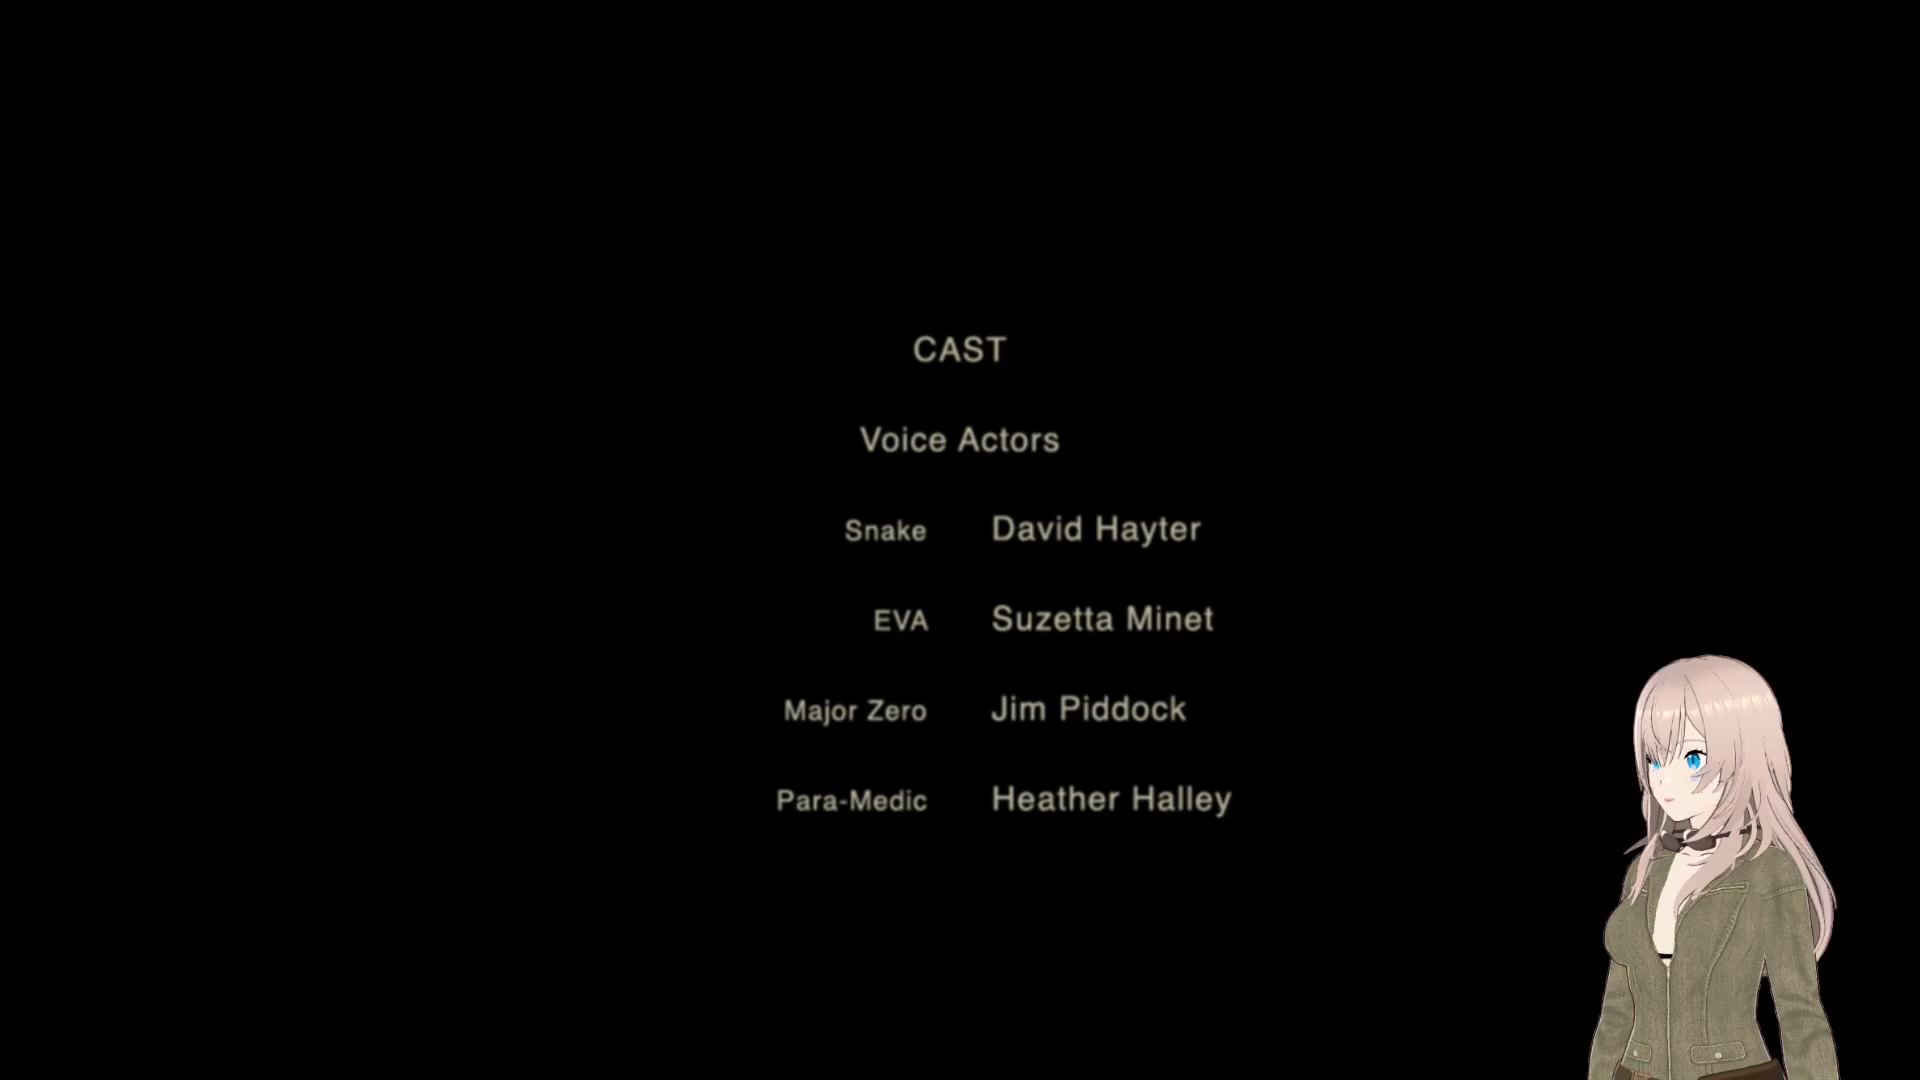 CAST
Voice Actors
Snake David Hayter
EVA Suzetta Minet
Major Zero Jim Piddock
Para-Medic Heather Halley